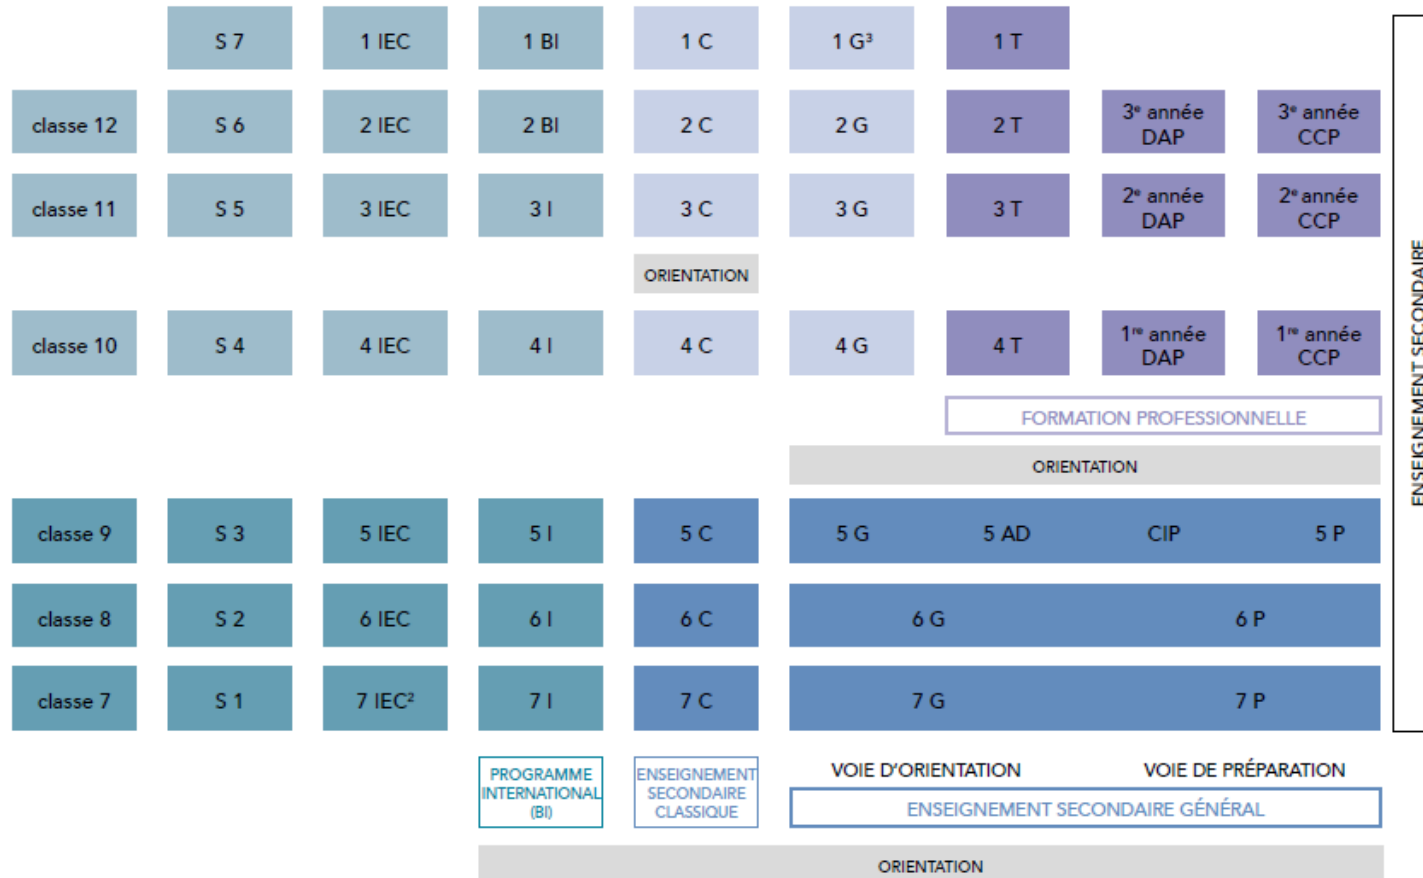 S 7 1 IEC 1 BI 1 C 1 G³ 1 T
classe 12 S 6 2 IEC 2 BI 2 C 2 G 2 T 3ᵉ année DAP 3ᵉ année CCP
classe 11 S 5 3 IEC 3 I 3 C 3 G 3 T 2ᵉ année DAP 2ᵉ année CCP
ORIENTATION
classe 10 S 4 4 IEC 4 I 4 C 4 G 4 T 1ʳᵉ année DAP 1ʳᵉ année CCP
FORMATION PROFESSIONNELLE
ORIENTATION
classe 9 S 3 5 IEC 5 I 5 C 5 G 5 AD CIP 5 P
classe 8 S 2 6 IEC 6 I 6 C 6 G 6 P
classe 7 S 1 7 IEC² 7 I 7 C 7 G 7 P
PROGRAMME
INTERNATIONAL
(BI)
ENSEIGNEMENT
SECONDAIRE
CLASSIQUE
VOIE D'ORIENTATION VOIE DE PRÉPARATION
ENSEIGNEMENT SECONDAIRE GÉNÉRAL
ORIENTATION
ENSEIGNEMENT SECONDAIRE